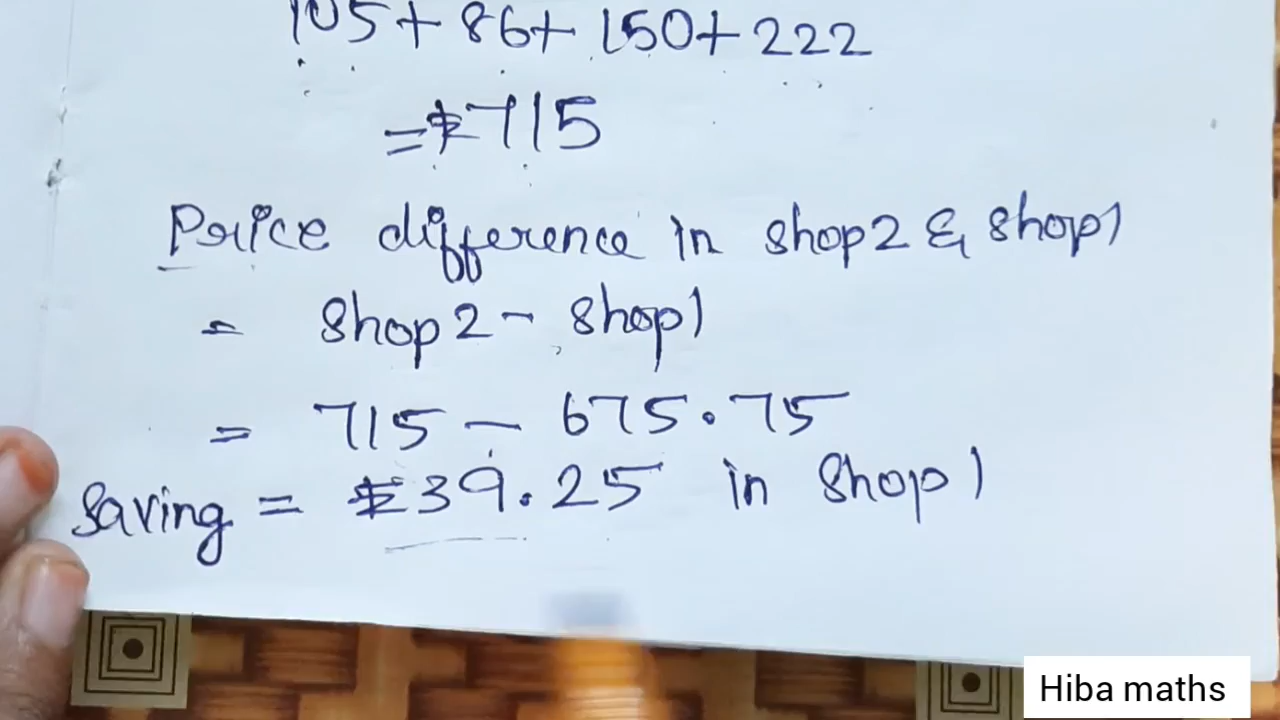 105 + 86 + 150 + 222
= ₹715
Price difference in shop2 & shop1
= shop2 - shop1
= 715 - 675.75
Saving = ₹39.25 in shop1
Hiba maths